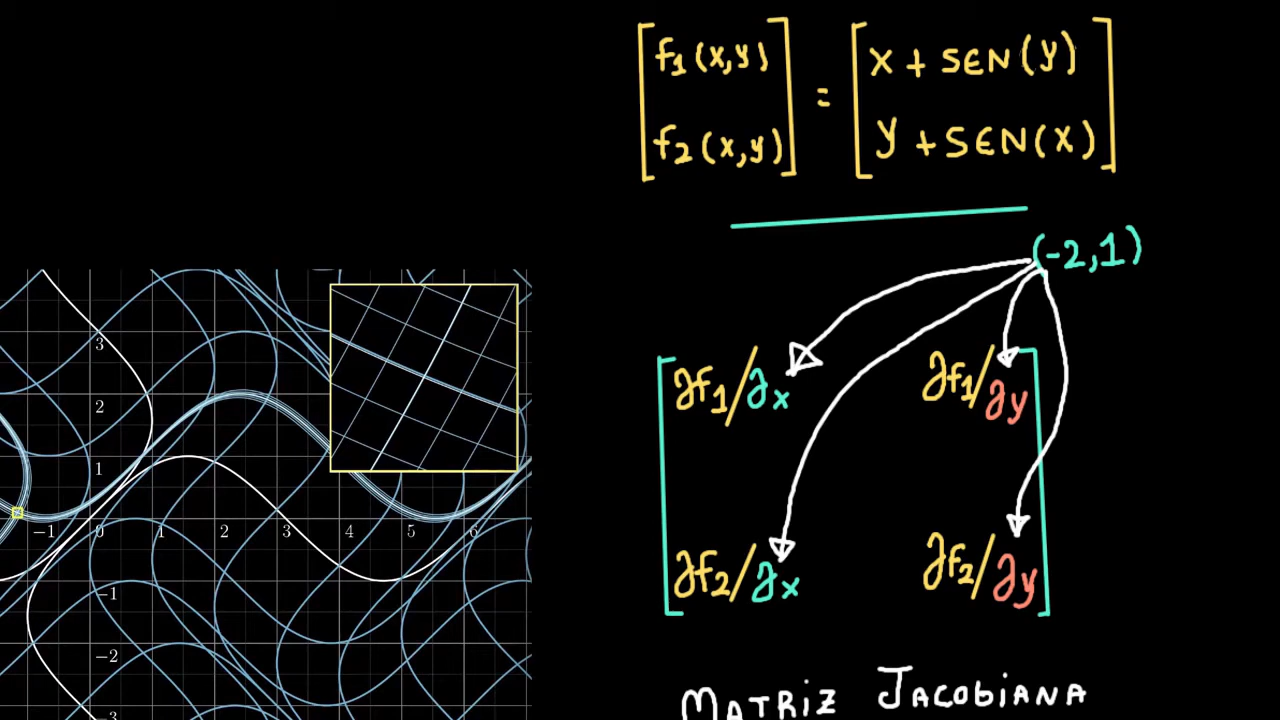 [f1(x,y)] = [x + SEN(y)]
[f2(x,y)] [y + SEN(x)]
(-2,1)
∂f1/∂x ∂f1/∂y
∂f2/∂x ∂f2/∂y
MATRIZ JACOBIANA
3
2
1
-1 0 1 2 3 4 5 6
-1
-2
-3